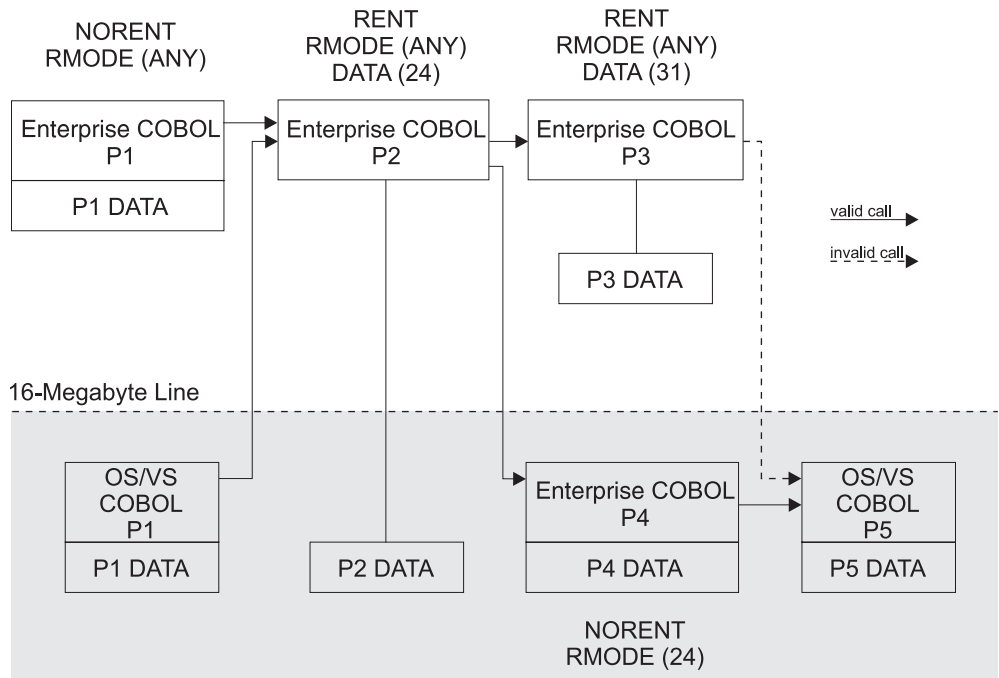 NORENT
RMODE (ANY)
RENT
RMODE (ANY)
DATA (24)
RENT
RMODE (ANY)
DATA (31)
Enterprise COBOL
P1
P1 DATA
Enterprise COBOL
P2
Enterprise COBOL
P3
P3 DATA
valid call
invalid call
16-Megabyte Line
OS/VS
COBOL
P1
P1 DATA
P2 DATA
Enterprise COBOL
P4
P4 DATA
OS/VS
COBOL
P5
P5 DATA
NORENT
RMODE (24)